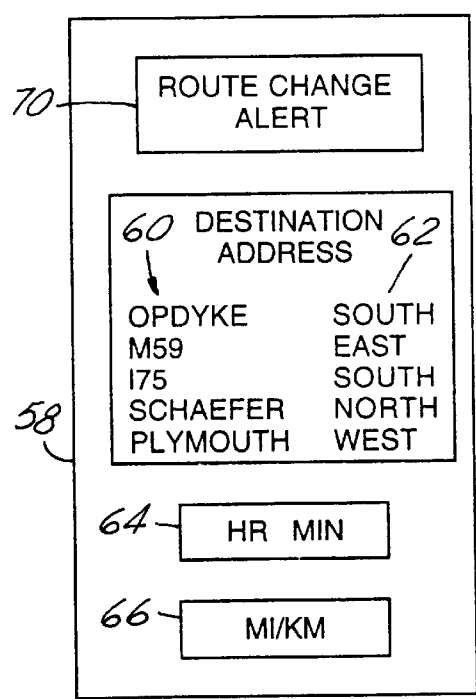 70
ROUTE CHANGE
ALERT
60 DESTINATION 62
ADDRESS
OPDYKE SOUTH
M59 EAST
I75 SOUTH
SCHAEFER NORTH
58
PLYMOUTH WEST
64 HR MIN
66 MI/KM